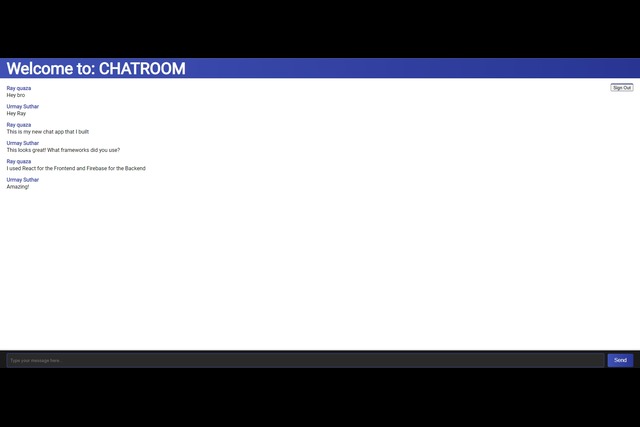 Welcome to: CHATROOM
Sign Out
Ray quaza
Hey bro
Urmay Suthar
Hey Ray
Ray quaza
This is my new chat app that I built
Urmay Suthar
This looks great! What frameworks did you use?
Ray quaza
I used React for the Frontend and Firebase for the Backend
Urmay Suthar
Amazing!
Type your message here...
Send